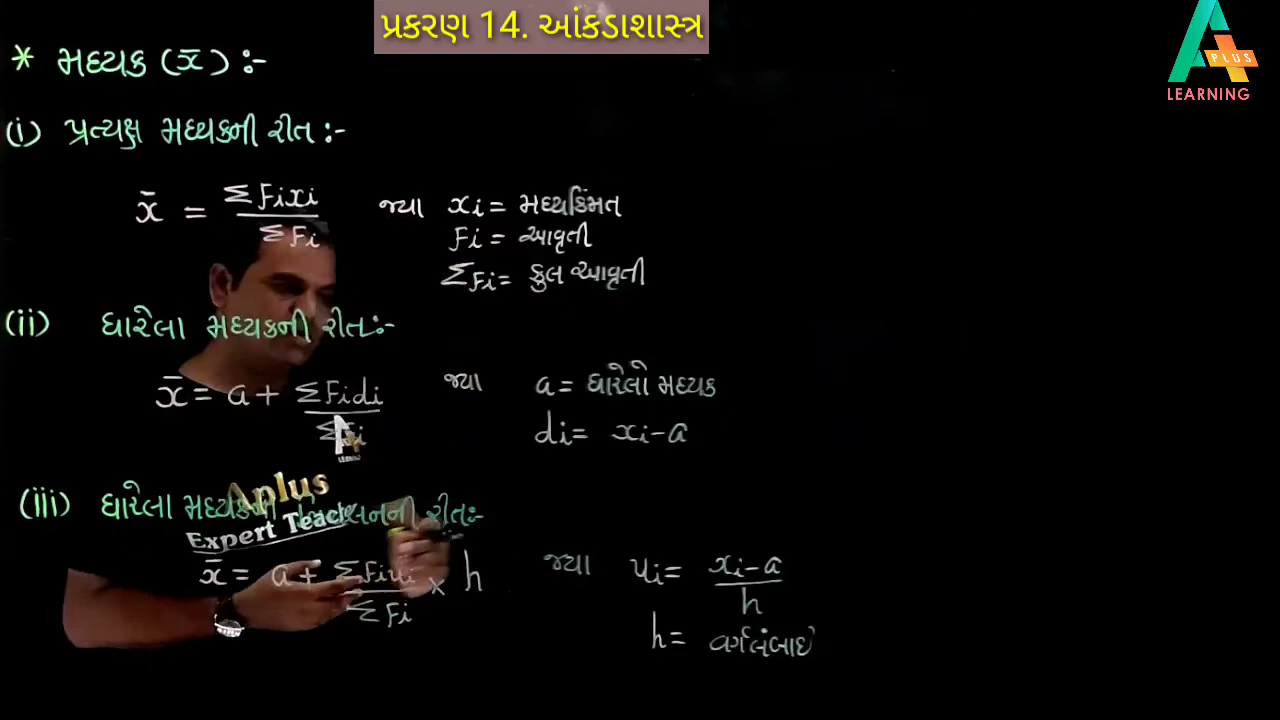 પ્રકરણ 14. આંકડાશાસ્ત્ર
A PLUS
LEARNING
* મધ્યક (x̄) :-
(i) પ્રત્યક્ષ મધ્યકની રીત :-
x̄ = Σfixi / Σfi જ્યા xi = મધ્યકિંમત
fi = આવૃતી
Σfi = કુલ આવૃતી
(ii) ધારેલા મધ્યકની રીત :-
x̄ = a + Σfidi / Σfi જ્યા a = ધારેલો મધ્યક
di = xi - a
Aplus
Expert
(iii) ધારેલા મધ્યકની રીત :-
x̄ = a + Σfiui / Σfi × h જ્યા ui = xi - a / h
h = વર્ગલંબાઇ